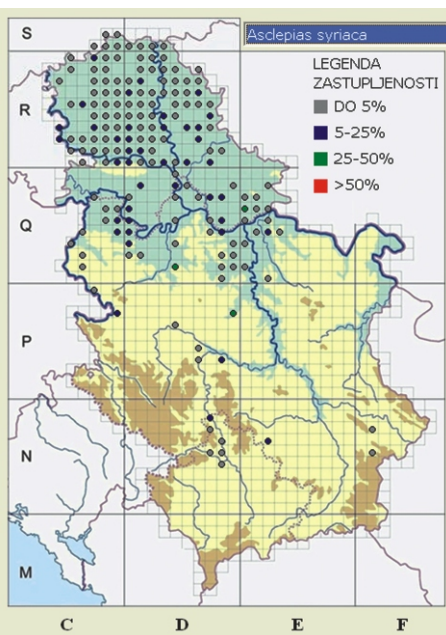 Asclepias syriaca
LEGENDA
ZASTUPLJENOSTI
DO 5%
5-25%
25-50%
>50%
S
R
Q
P
N
M
C D E F